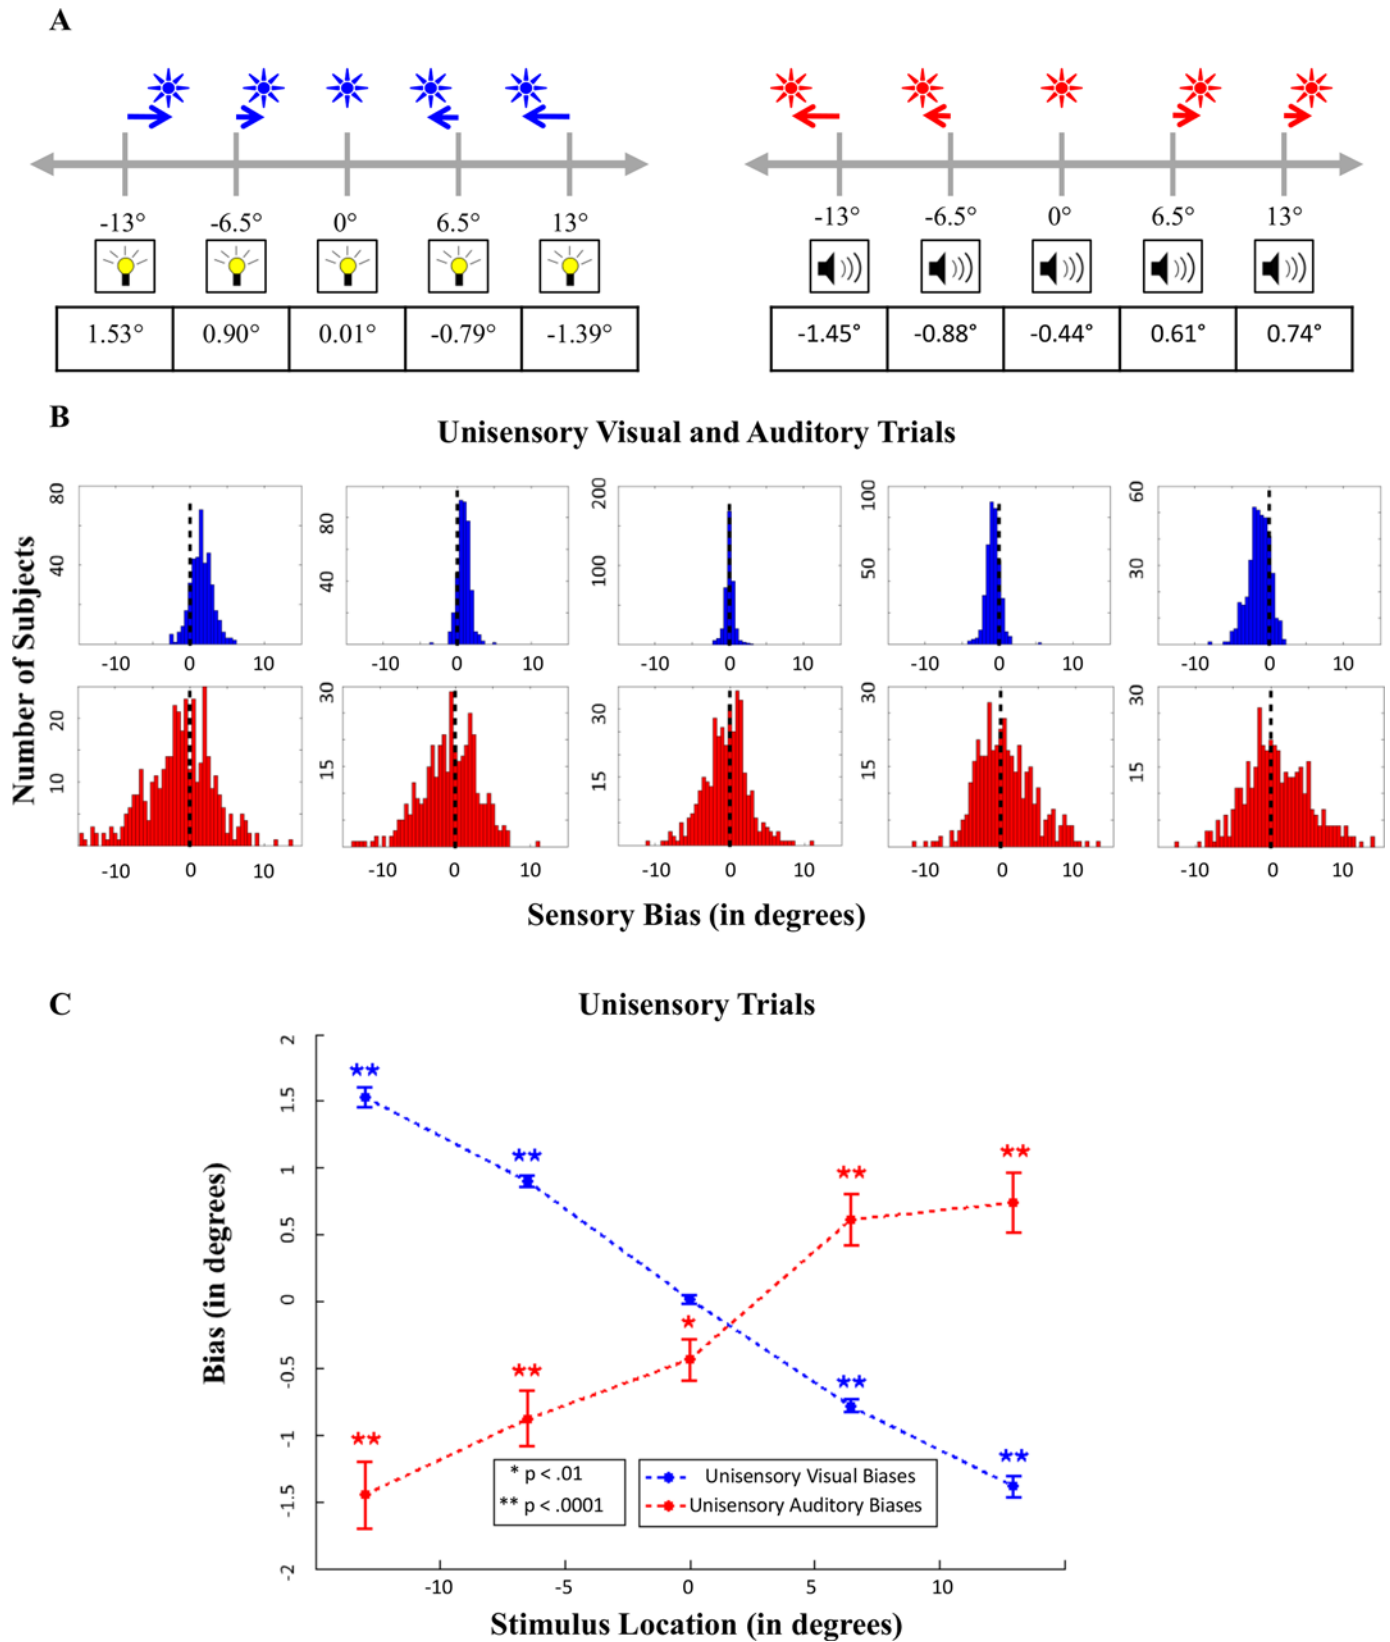 A
-13° -6.5° 0° 6.5° 13°
1.53° 0.90° 0.01° -0.79° -1.39°
-13° -6.5° 0° 6.5° 13°
-1.45° -0.88° -0.44° 0.61° 0.74°
B
Unisensory Visual and Auditory Trials
Number of Subjects
80 40
-10 0 10
80 40
-10 0 10
200 100
-10 0 10
100 50
-10 0 10
60 30
-10 0 10
20 10
-10 0 10
30 15
-10 0 10
30 15
-10 0 10
30 15
-10 0 10
30 15
-10 0 10
Sensory Bias (in degrees)
C
Unisensory Trials
Bias (in degrees)
2
1.5
1
0.5
0
-0.5
-1
-1.5
-2
**
**
**
**
*
**
**
**
**
* p < .01
** p < .0001
Unisensory Visual Biases
Unisensory Auditory Biases
-10 -5 0 5 10
Stimulus Location (in degrees)